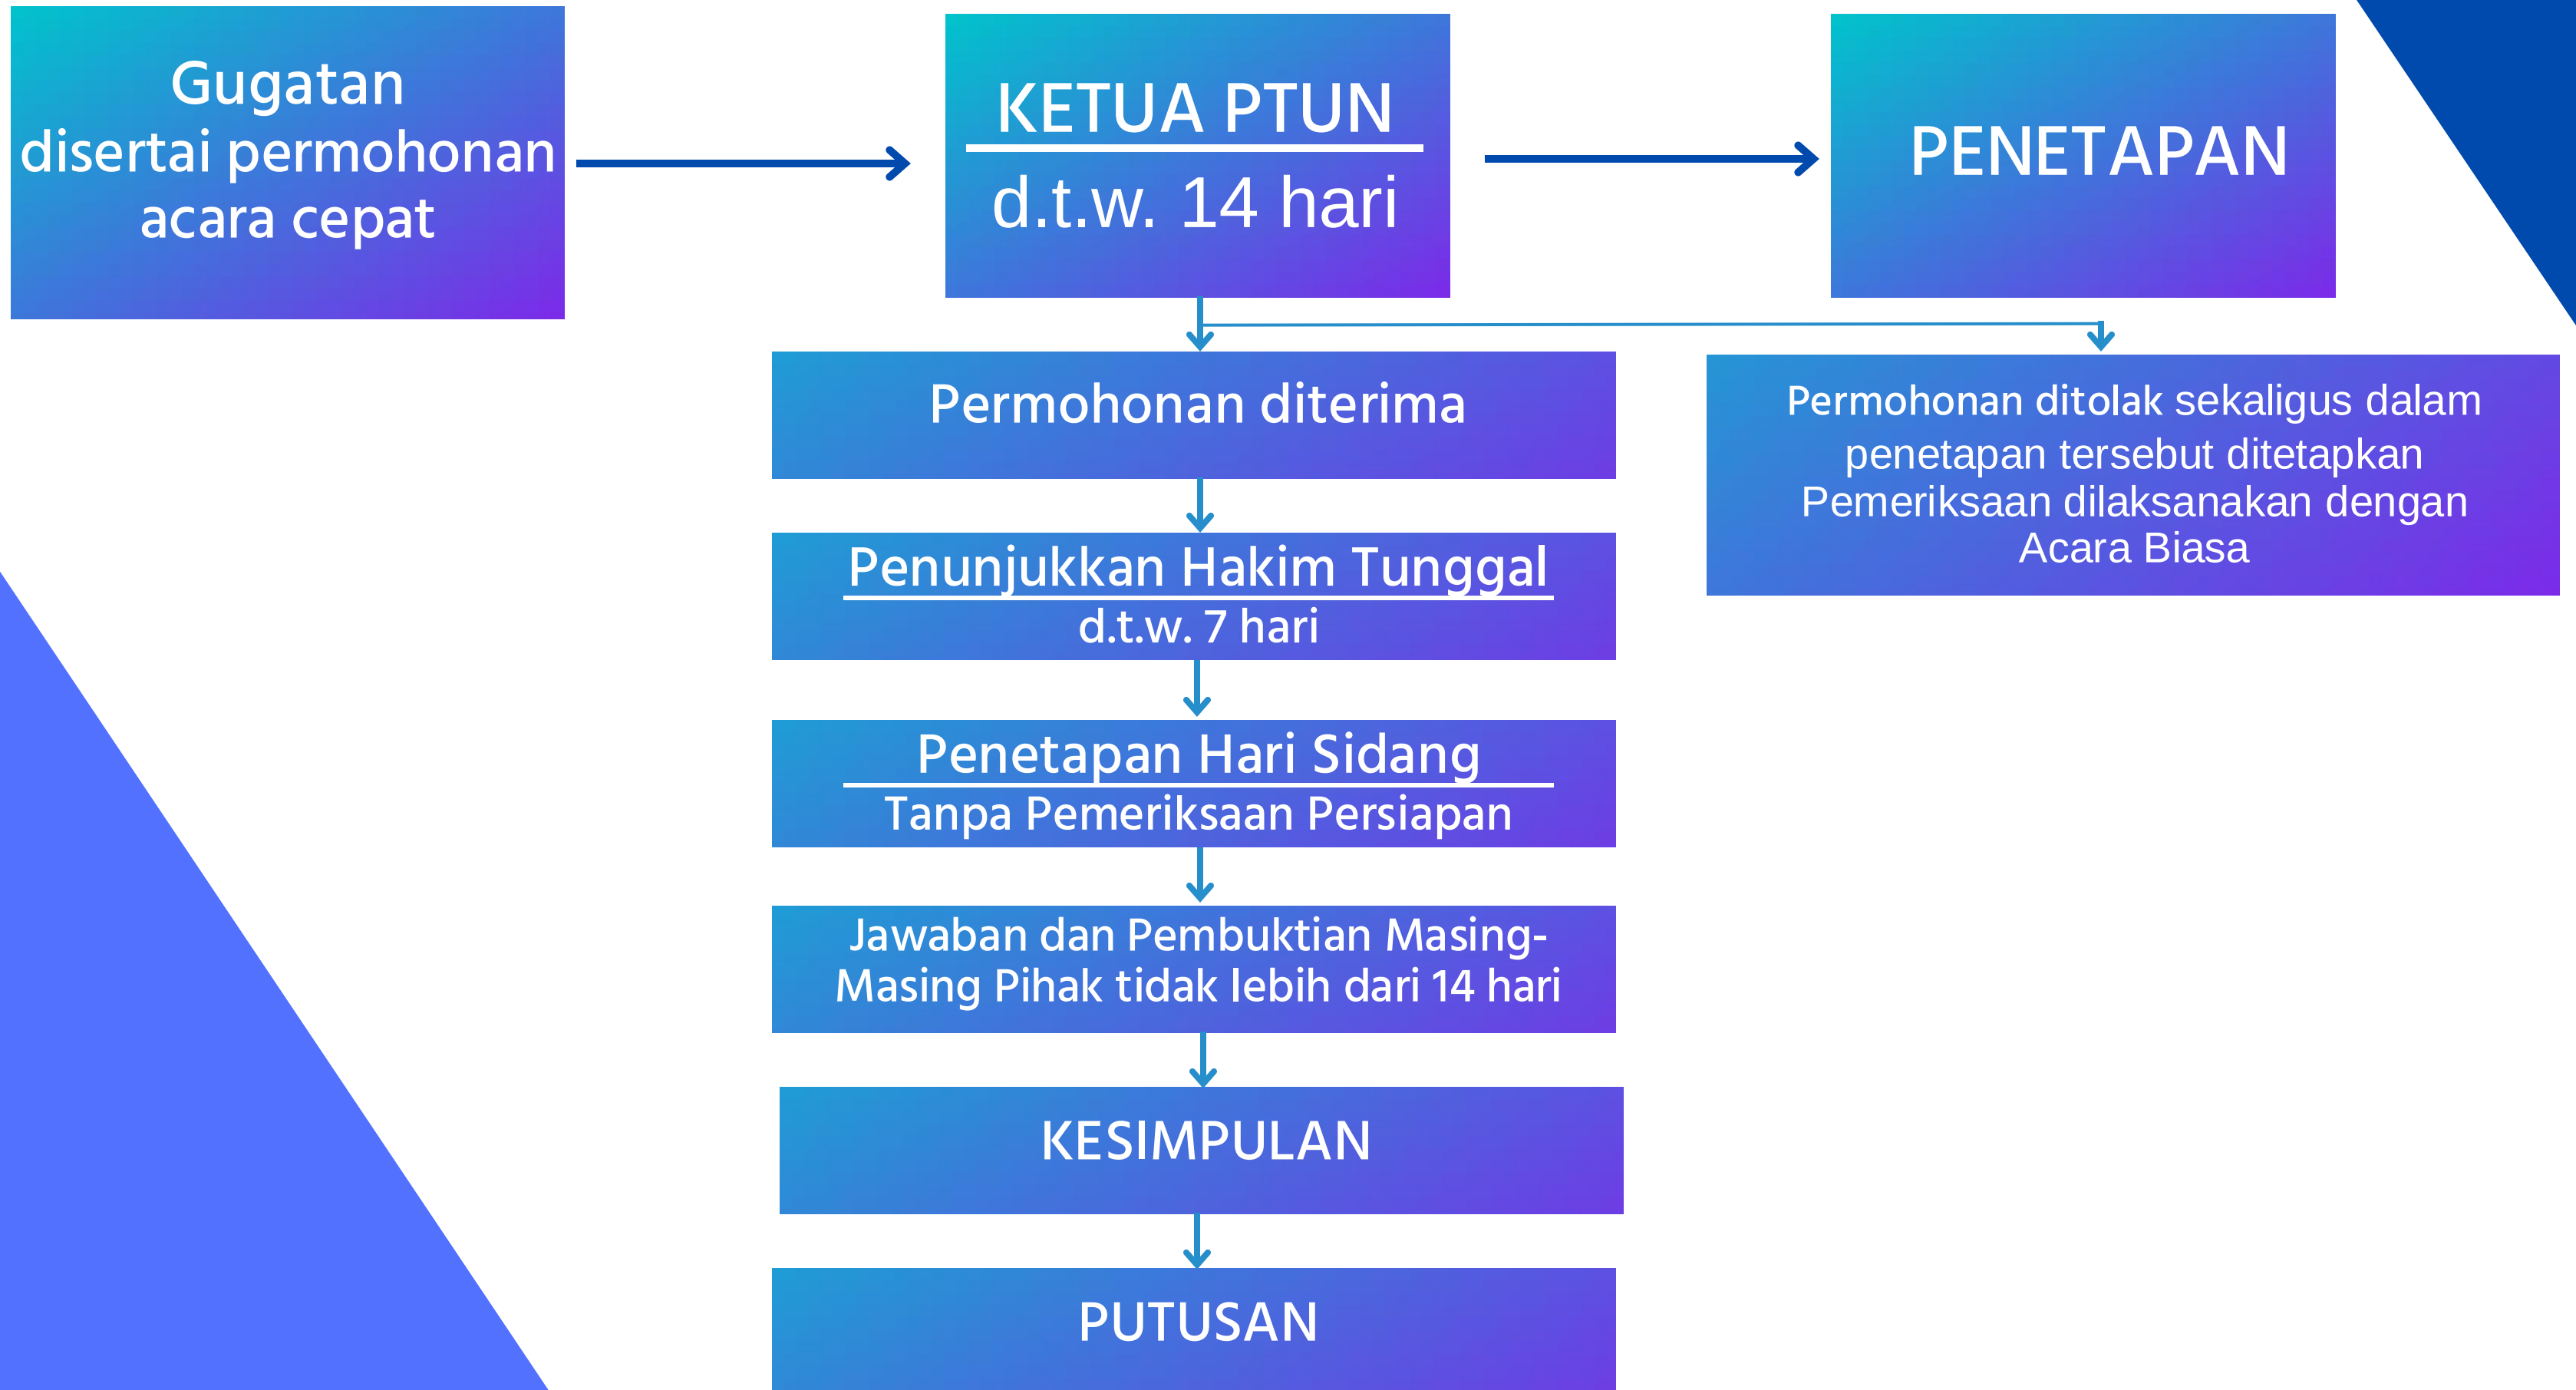 Gugatan
disertai permohonan
acara cepat
KETUA PTUN
d.t.w. 14 hari
PENETAPAN
Permohonan diterima
Permohonan ditolak sekaligus dalam
penetapan tersebut ditetapkan
Pemeriksaan dilaksanakan dengan
Acara Biasa
Penunjukkan Hakim Tunggal
d.t.w. 7 hari
Penetapan Hari Sidang
Tanpa Pemeriksaan Persiapan
Jawaban dan Pembuktian Masing-
Masing Pihak tidak lebih dari 14 hari
KESIMPULAN
PUTUSAN